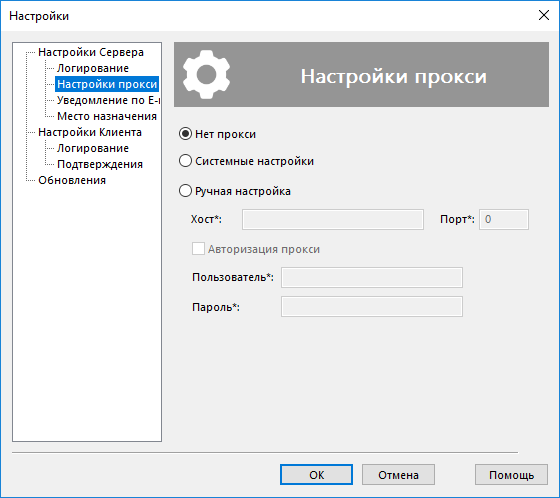 Настройки
Настройки Сервера
Логирование
Настройки прокси
Уведомление по E-
Место назначения
Настройки Клиента
Логирование
Подтверждения
Обновления
Настройки прокси
Нет прокси
Системные настройки
Ручная настройка
Хост*: Порт*: 0
Авторизация прокси
Пользователь*:
Пароль*:
OK Отмена Помощь